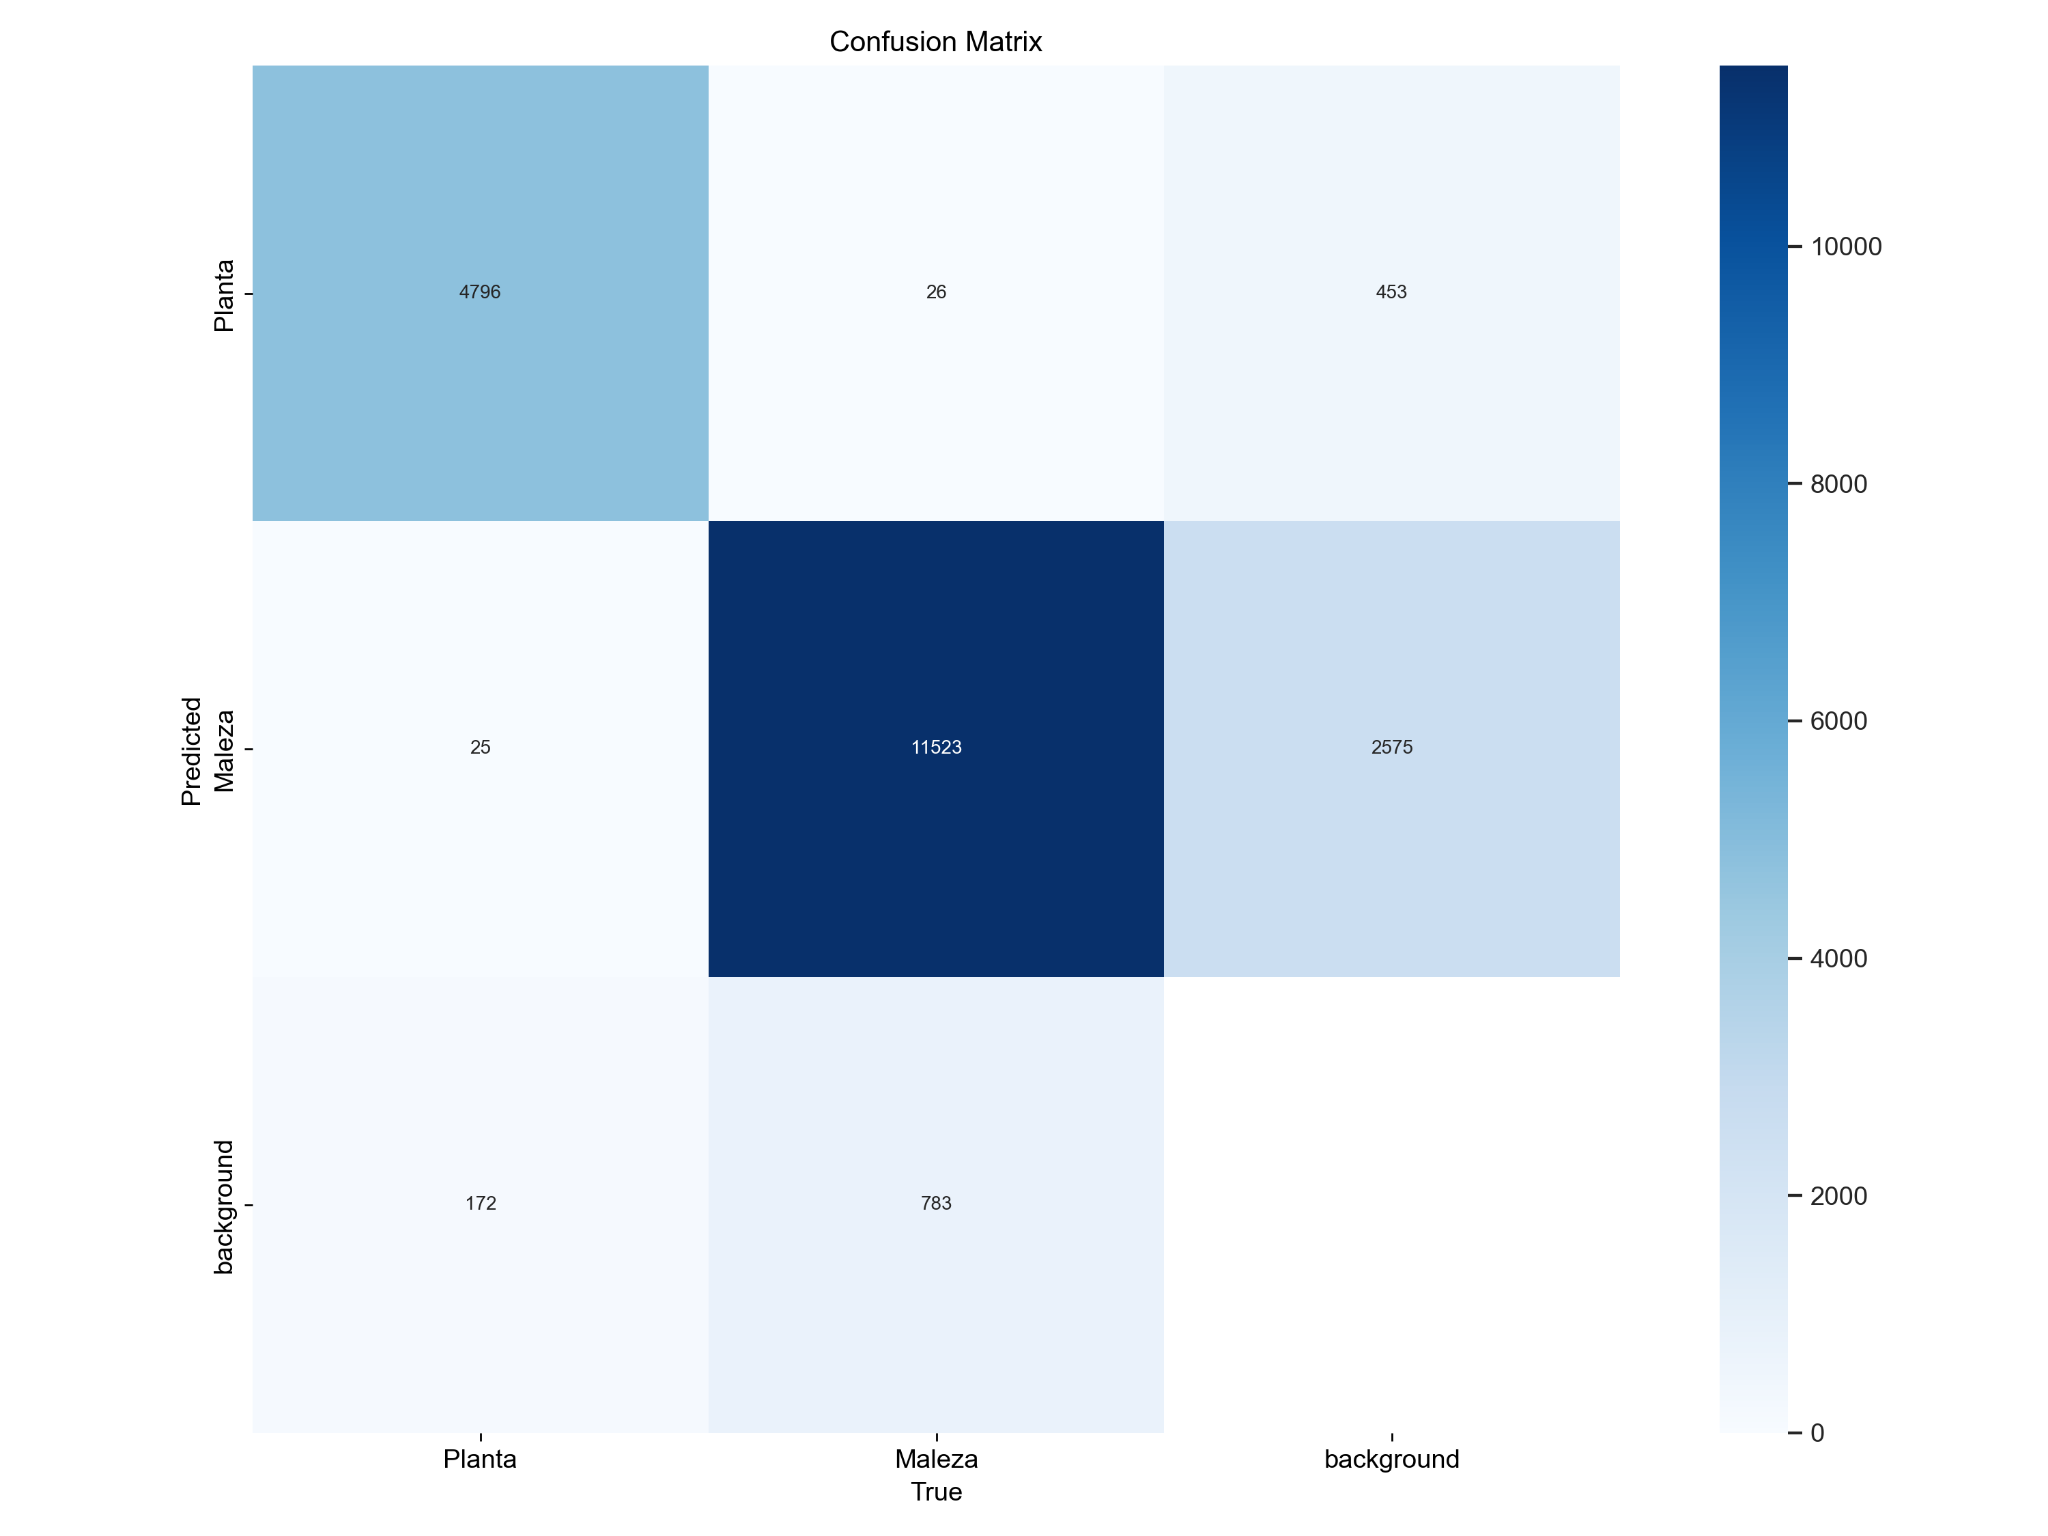 Confusion Matrix
Planta
4796
26
453
10000
8000
Predicted
Maleza
25
11523
2575
6000
4000
background
172
783
2000
0
Planta
Maleza
background
True